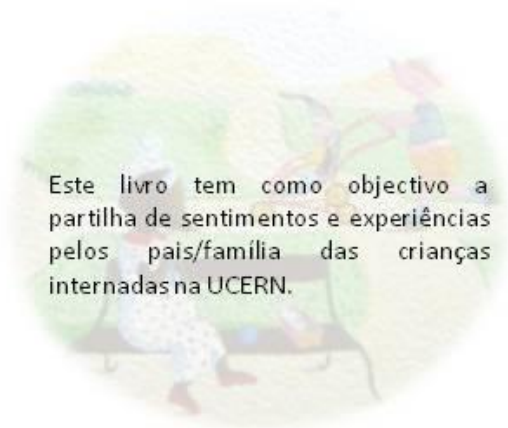 Este livro tem como objectivo a
partilha de sentimentos e experiências
pelos pais/família das crianças
internadas na UCERN.